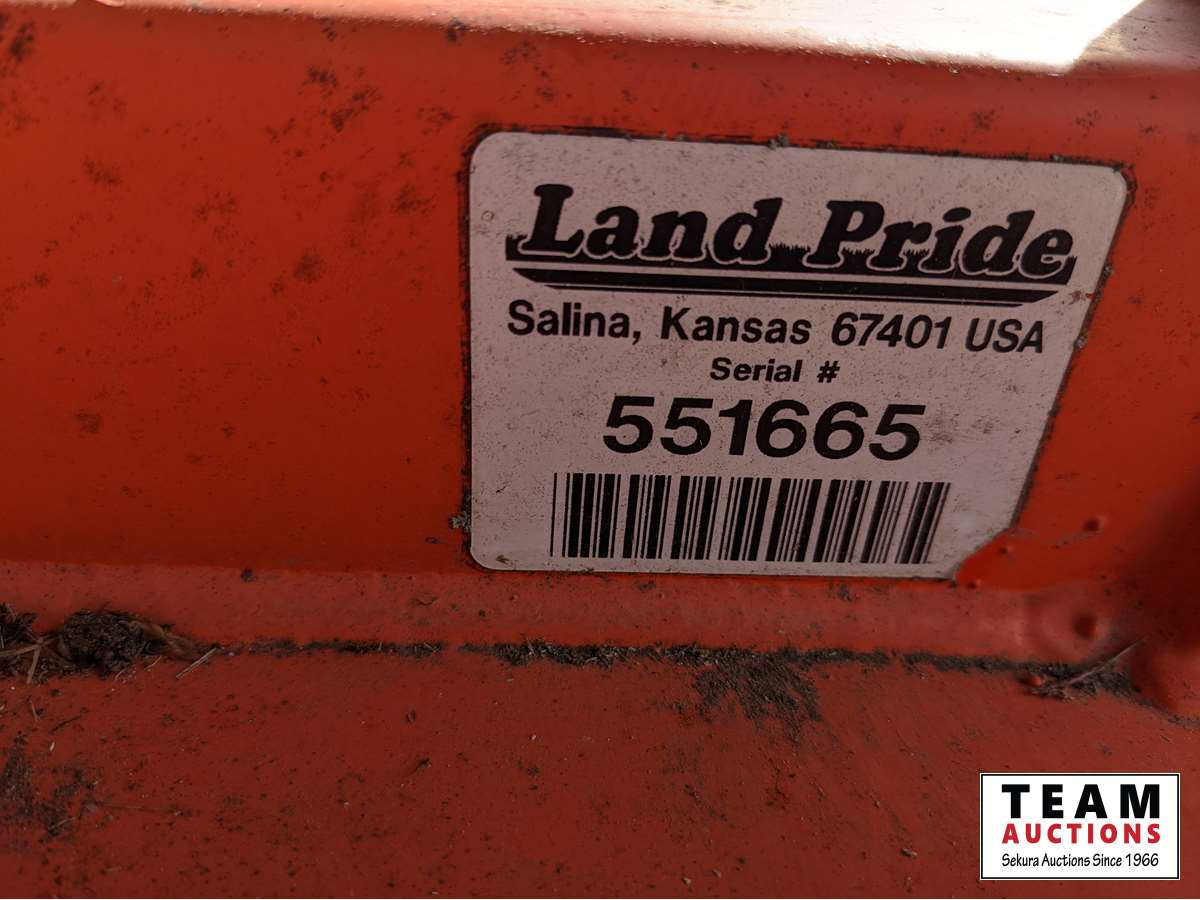 Land Pride
Salina, Kansas 67401 USA
Serial #
551665
TEAM
AUCTIONS
Sekura Auctions Since 1966